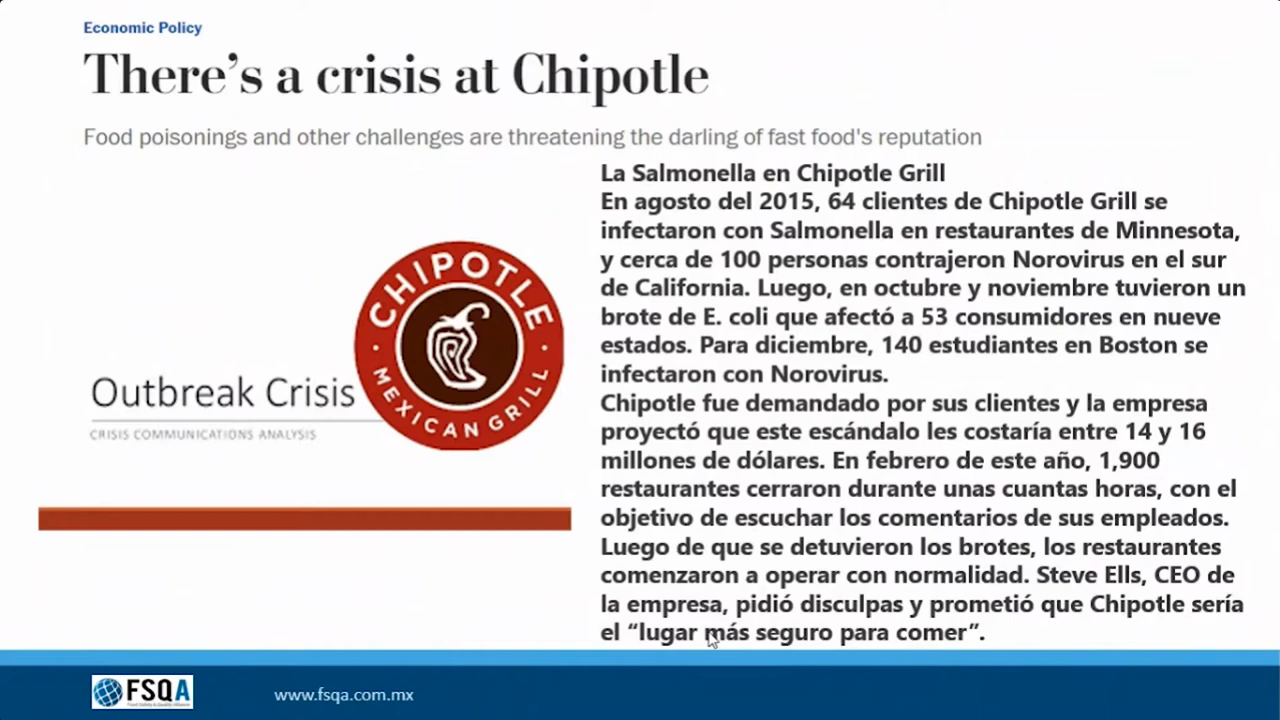 Economic Policy
There's a crisis at Chipotle
Food poisonings and other challenges are threatening the darling of fast food's reputation
La Salmonella en Chipotle Grill
En agosto del 2015, 64 clientes de Chipotle Grill se
infectaron con Salmonella en restaurantes de Minnesota,
y cerca de 100 personas contrajeron Norovirus en el sur
de California. Luego, en octubre y noviembre tuvieron un
brote de E. coli que afectó a 53 consumidores en nueve
estados. Para diciembre, 140 estudiantes en Boston se
infectaron con Norovirus.
Chipotle fue demandado por sus clientes y la empresa
proyectó que este escándalo les costaría entre 14 y 16
millones de dólares. En febrero de este año, 1,900
restaurantes cerraron durante unas cuantas horas, con el
objetivo de escuchar los comentarios de sus empleados.
Luego de que se detuvieron los brotes, los restaurantes
comenzaron a operar con normalidad. Steve Ells, CEO de
la empresa, pidió disculpas y prometió que Chipotle sería
el “lugar más seguro para comer”.
CHIPOTLE
MEXICAN GRILL
Outbreak Crisis
CRISIS COMMUNICATIONS ANALYSIS
FSQA
Food Safety & Quality Alliance
www.fsqa.com.mx